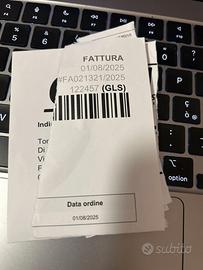 FATTURA
01/08/2025
#FA021321/2025
122457 (GLS)
Indi
Tor
Di
Vi
F
Data ordine
01/08/2025
subito